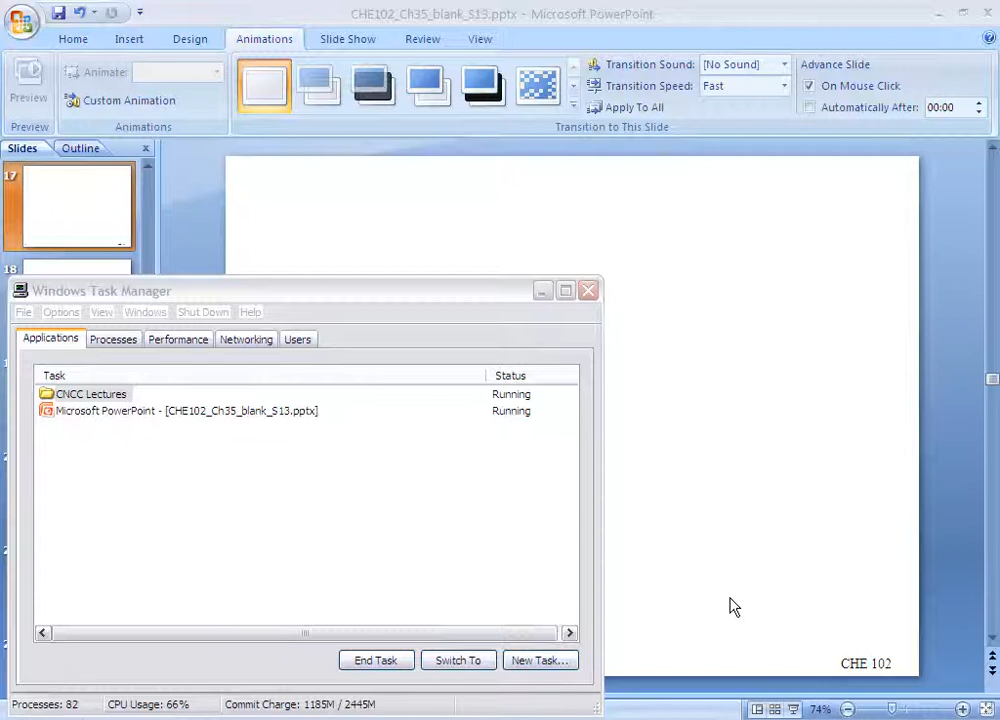 CHE102_Ch35_blank_S13.pptx - Microsoft PowerPoint
Home Insert Design Animations Slide Show Review View
Preview
Preview
Animate:
Custom Animation
Animations
Transition Sound: [No Sound]
Transition Speed: Fast
Apply To All
Transition to This Slide
Advance Slide
On Mouse Click
Automatically After: 00:00
Slides Outline x
17
18
Windows Task Manager
File Options View Windows Shut Down Help
Applications Processes Performance Networking Users
Task Status
CNCC Lectures Running
Microsoft PowerPoint - [CHE102_Ch35_blank_S13.pptx] Running
End Task Switch To New Task...
Processes: 82 CPU Usage: 66% Commit Charge: 1185M / 2445M
CHE 102
74%